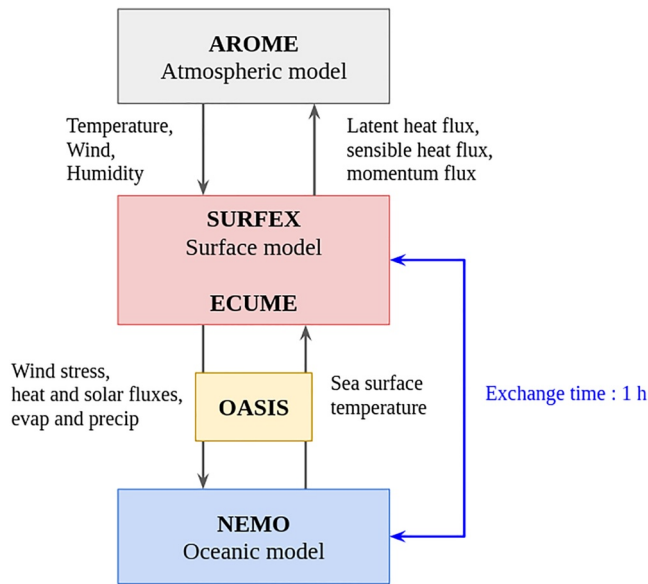 AROME
Atmospheric model
Temperature,
Wind,
Humidity
Latent heat flux,
sensible heat flux,
momentum flux
SURFEX
Surface model
ECUME
Wind stress,
heat and solar fluxes,
evap and precip
OASIS
Sea surface
temperature
Exchange time : 1 h
NEMO
Oceanic model